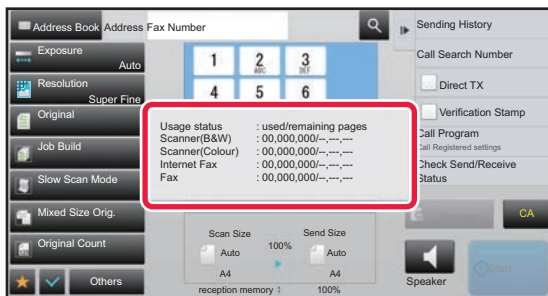 Address Book Address Fax Number
Exposure
Auto
Resolution
Super Fine
Original
Job Build
Slow Scan Mode
Mixed Size Orig.
Original Count
Others
1 2 3
ABC DEF
4 5 6
Usage status : used/remaining pages
Scanner(B&W) : 00,000,000/--,---,---
Scanner(Colour) : 00,000,000/--,---,---
Internet Fax : 00,000,000/--,---,---
Fax : 00,000,000/--,---,---
Scan Size Send Size
100%
Auto Auto
A4 A4
reception memory : 100%
Sending History
Call Search Number
Direct TX
Verification Stamp
Call Program
Call Registered settings
Check Send/Receive
Status
CA
Speaker
Start